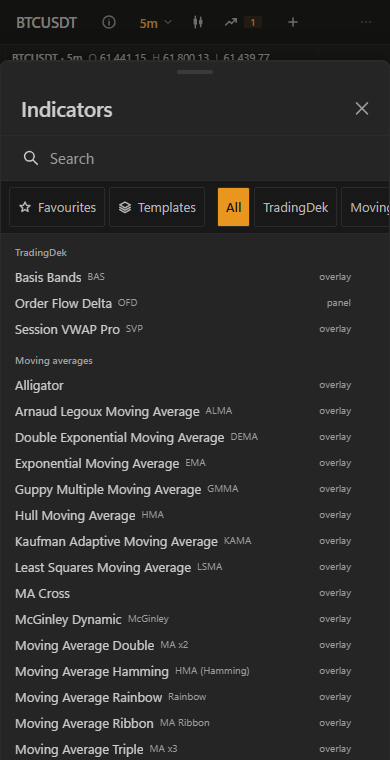 BTCUSDT 5m 1
BTCUSDT · 5m O 61,441.15 H 61,800.13 L 61,439.77
Indicators
Search
Favourites Templates All TradingDek Moving
TradingDek
Basis Bands BAS overlay
Order Flow Delta OFD panel
Session VWAP Pro SVP overlay
Moving averages
Alligator overlay
Arnaud Legoux Moving Average ALMA overlay
Double Exponential Moving Average DEMA overlay
Exponential Moving Average EMA overlay
Guppy Multiple Moving Average GMMA overlay
Hull Moving Average HMA overlay
Kaufman Adaptive Moving Average KAMA overlay
Least Squares Moving Average LSMA overlay
MA Cross overlay
McGinley Dynamic McGinley overlay
Moving Average Double MA x2 overlay
Moving Average Hamming HMA (Hamming) overlay
Moving Average Rainbow Rainbow overlay
Moving Average Ribbon MA Ribbon overlay
Moving Average Triple MA x3 overlay